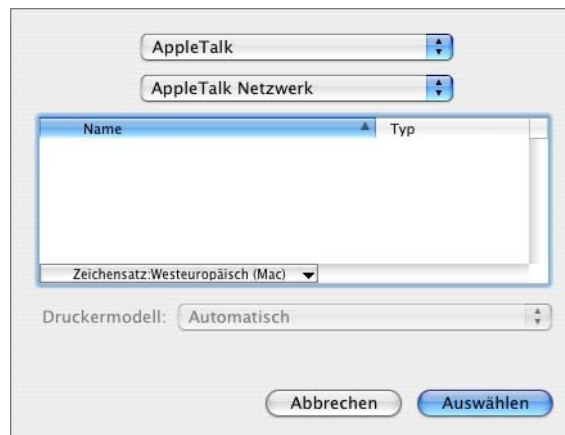 AppleTalk
AppleTalk Netzwerk
Name Typ
Zeichensatz:Westeuropäisch (Mac)
Druckermodell: Automatisch
Abbrechen Auswählen